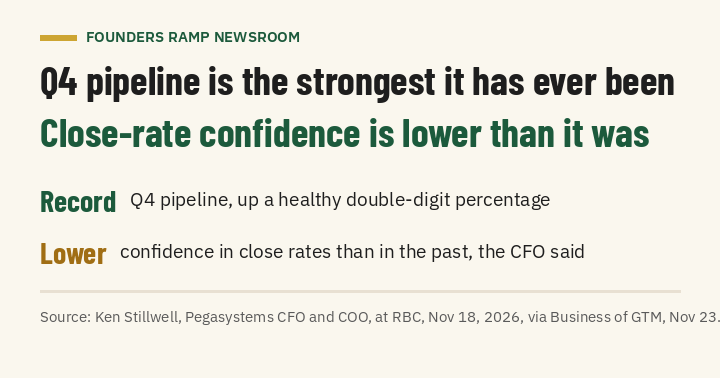 FOUNDERS RAMP NEWSROOM
Q4 pipeline is the strongest it has ever been
Close-rate confidence is lower than it was
Record Q4 pipeline, up a healthy double-digit percentage
Lower confidence in close rates than in the past, the CFO said
Source: Ken Stillwell, Pegasystems CFO and COO, at RBC, Nov 18, 2026, via Business of GTM, Nov 23.